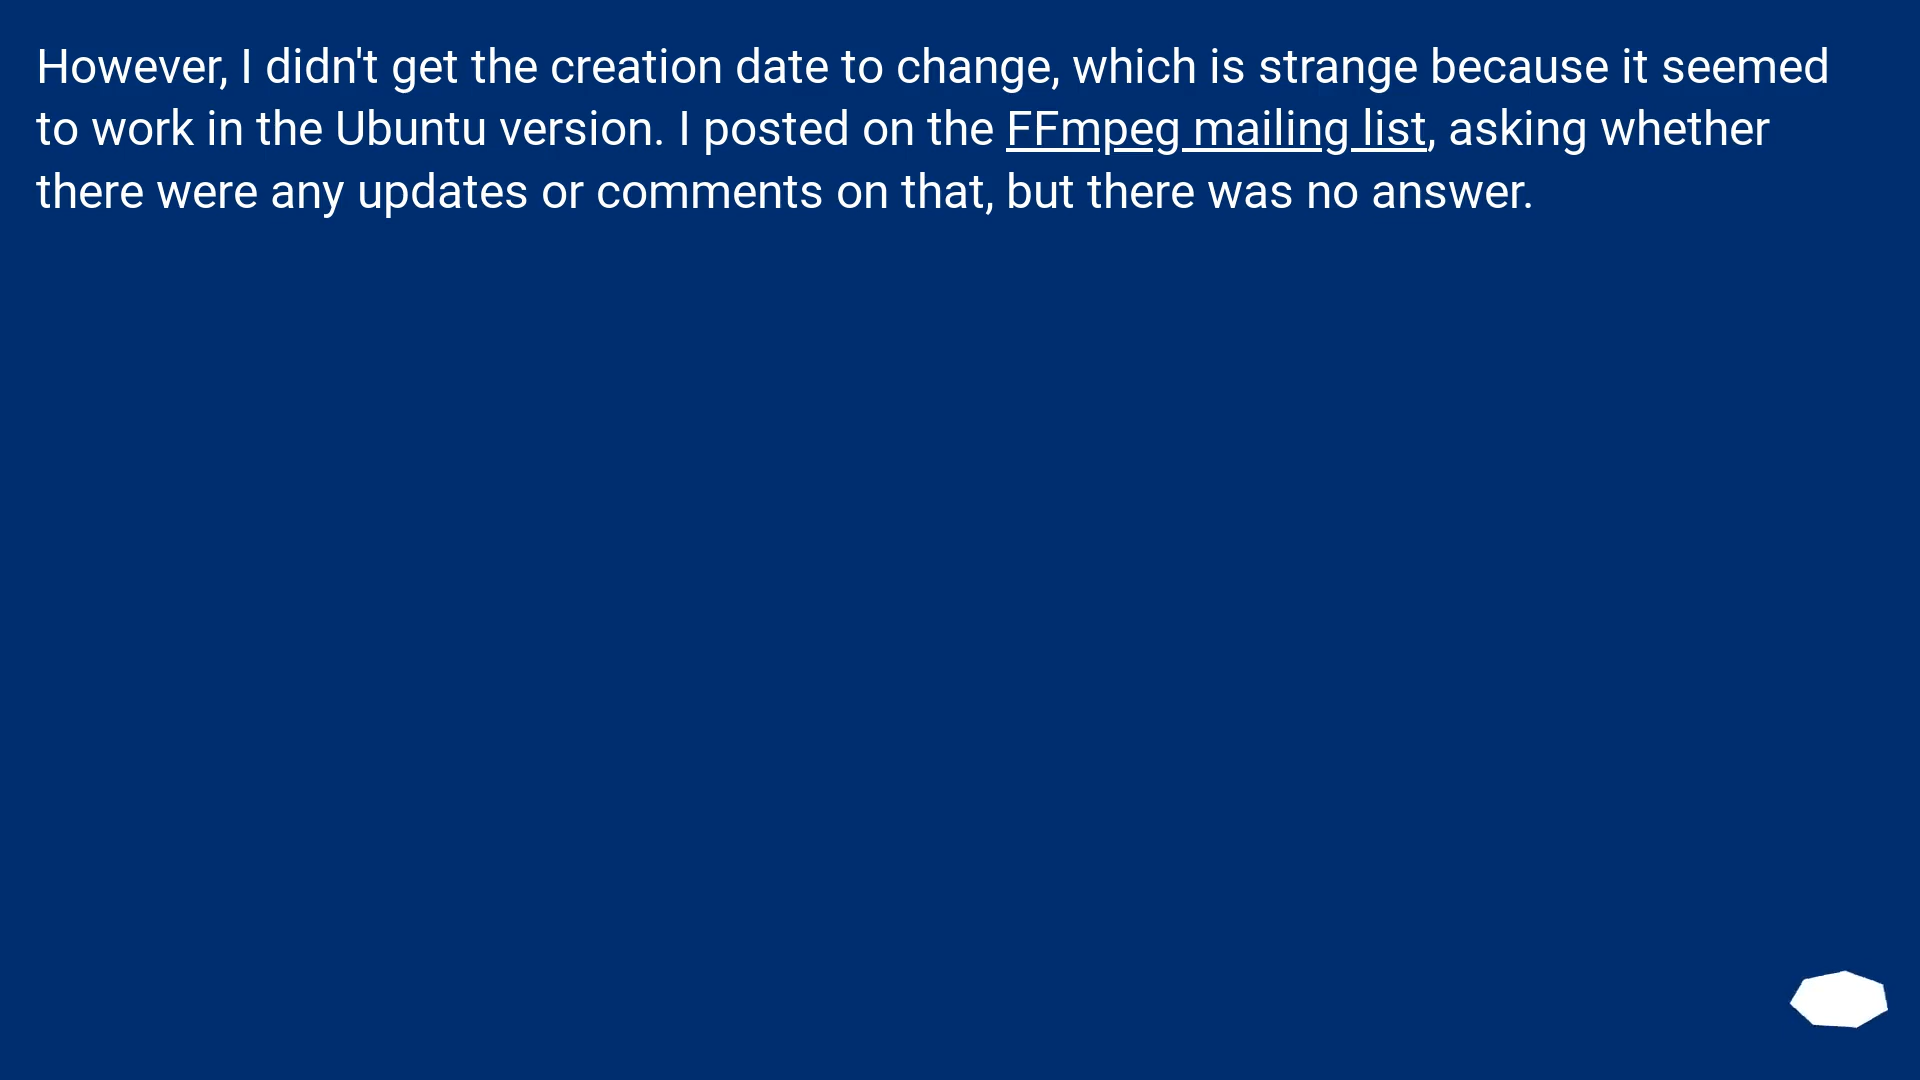 However, I didn't get the creation date to change, which is strange because it seemed
to work in the Ubuntu version. I posted on the FFmpeg mailing list, asking whether
there were any updates or comments on that, but there was no answer.